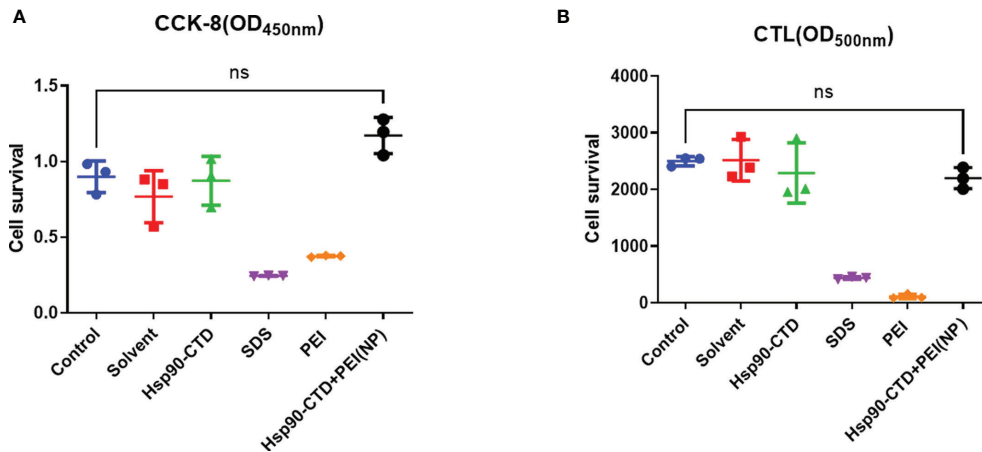 A
CCK-8(OD450nm)
ns
1.5
1.0
0.5
0.0
Cell survival
Control
Solvent
Hsp90-CTD
SDS
PEI
Hsp90-CTD+PEI(NP)
B
CTL(OD500nm)
ns
4000
3000
2000
1000
0
Cell survival
Control
Solvent
Hsp90-CTD
SDS
PEI
Hsp90-CTD+PEI(NP)